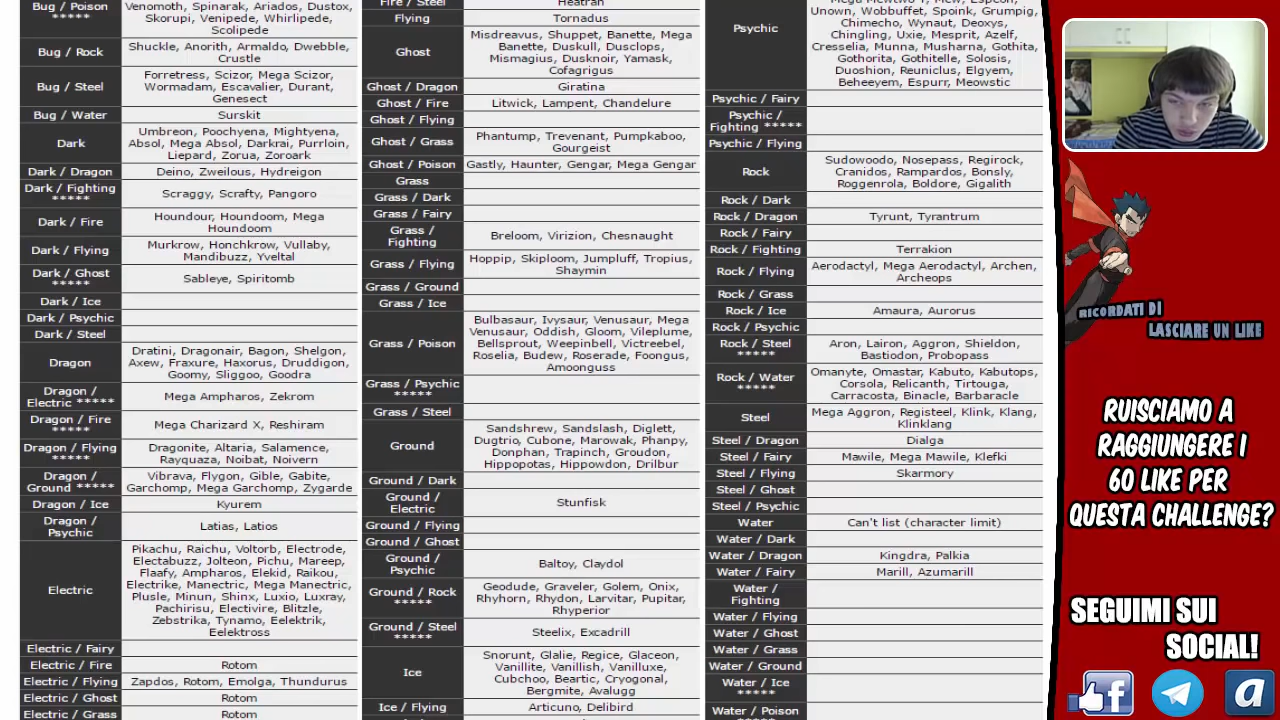 Bug / Poison
*****
Venomoth, Spinarak, Ariados, Dustox,
Skorupi, Venipede, Whirlipede,
Scolipede
Bug / Rock
Shuckle, Anorith, Armaldo, Dwebble,
Crustle
Bug / Steel
Forretress, Scizor, Mega Scizor,
Wormadam, Escavalier, Durant,
Genesect
Bug / Water
Surskit
Dark
Umbreon, Poochyena, Mightyena,
Absol, Mega Absol, Darkrai, Purrloin,
Liepard, Zorua, Zoroark
Dark / Dragon
Deino, Zweilous, Hydreigon
Dark / Fighting
*****
Scraggy, Scrafty, Pangoro
Dark / Fire
Houndour, Houndoom, Mega
Houndoom
Dark / Flying
Murkrow, Honchkrow, Vullaby,
Mandibuzz, Yveltal
Dark / Ghost
*****
Sableye, Spiritomb
Dark / Ice
Dark / Psychic
Dark / Steel
Dragon
Dratini, Dragonair, Bagon, Shelgon,
Axew, Fraxure, Haxorus, Druddigon,
Goomy, Sliggoo, Goodra
Dragon /
Electric *****
Mega Ampharos, Zekrom
Dragon / Fire
*****
Mega Charizard X, Reshiram
Dragon / Flying
*****
Dragonite, Altaria, Salamence,
Rayquaza, Noibat, Noivern
Dragon /
Ground *****
Vibrava, Flygon, Gible, Gabite,
Garchomp, Mega Garchomp, Zygarde
Dragon / Ice
Kyurem
Dragon /
Psychic
Latias, Latios
Electric
Pikachu, Raichu, Voltorb, Electrode,
Electabuzz, Jolteon, Pichu, Mareep,
Flaafy, Ampharos, Elekid, Raikou,
Electrike, Manectric, Mega Manectric,
Plusle, Minun, Shinx, Luxio, Luxray,
Pachirisu, Electivire, Blitzle,
Zebstrika, Tynamo, Eelektrik,
Eelektross
Electric / Fairy
Electric / Fire
Rotom
Electric / Flying
Zapdos, Rotom, Emolga, Thundurus
Electric / Ghost
Rotom
Electric / Grass
Rotom
Fire / Steel
Heatran
Flying
Tornadus
Ghost
Misdreavus, Shuppet, Banette, Mega
Banette, Duskull, Dusclops,
Mismagius, Dusknoir, Yamask,
Cofagrigus
Ghost / Dragon
Giratina
Ghost / Fire
Litwick, Lampent, Chandelure
Ghost / Flying
Ghost / Grass
Phantump, Trevenant, Pumpkaboo,
Gourgeist
Ghost / Poison
Gastly, Haunter, Gengar, Mega Gengar
Grass
Grass / Dark
Grass / Fairy
Grass /
Fighting
Breloom, Virizion, Chesnaught
Grass / Flying
Hoppip, Skiploom, Jumpluff, Tropius,
Shaymin
Grass / Ground
Grass / Ice
Grass / Poison
Bulbasaur, Ivysaur, Venusaur, Mega
Venusaur, Oddish, Gloom, Vileplume,
Bellsprout, Weepinbell, Victreebel,
Roselia, Budew, Roserade, Foongus,
Amoonguss
Grass / Psychic
*****
Grass / Steel
Ground
Sandshrew, Sandslash, Diglett,
Dugtrio, Cubone, Marowak, Phanpy,
Donphan, Trapinch, Groudon,
Hippopotas, Hippowdon, Drilbur
Ground / Dark
Ground /
Electric
Stunfisk
Ground / Flying
Ground / Ghost
Ground /
Psychic
Baltoy, Claydol
Ground / Rock
*****
Geodude, Graveler, Golem, Onix,
Rhyhorn, Rhydon, Larvitar, Pupitar,
Rhyperior
Ground / Steel
*****
Steelix, Excadrill
Ice
Snorunt, Glalie, Regice, Glaceon,
Vanillite, Vanillish, Vanilluxe,
Cubchoo, Beartic, Cryogonal,
Bergmite, Avalugg
Ice / Flying
Articuno, Delibird
Psychic
Unown, Wobbuffet, Spoink, Grumpig,
Chimecho, Wynaut, Deoxys,
Chingling, Uxie, Mesprit, Azelf,
Cresselia, Munna, Musharna, Gothita,
Gothorita, Gothitelle, Solosis,
Duoshion, Reuniclus, Elgyem,
Beheeyem, Espurr, Meowstic
Psychic / Fairy
Psychic /
Fighting *****
Psychic / Flying
Rock
Sudowoodo, Nosepass, Regirock,
Cranidos, Rampardos, Bonsly,
Roggenrola, Boldore, Gigalith
Rock / Dark
Rock / Dragon
Tyrunt, Tyrantrum
Rock / Fairy
Rock / Fighting
Terrakion
Rock / Flying
Aerodactyl, Mega Aerodactyl, Archen,
Archeops
Rock / Grass
Rock / Ice
Amaura, Aurorus
Rock / Psychic
Rock / Steel
*****
Aron, Lairon, Aggron, Shieldon,
Bastiodon, Probopass
Rock / Water
*****
Omanyte, Omastar, Kabuto, Kabutops,
Corsola, Relicanth, Tirtouga,
Carracosta, Binacle, Barbaracle
Steel
Mega Aggron, Registeel, Klink, Klang,
Klinklang
Steel / Dragon
Dialga
Steel / Fairy
Mawile, Mega Mawile, Klefki
Steel / Flying
Skarmory
Steel / Ghost
Steel / Psychic
Water
Can't list (character limit)
Water / Dark
Water / Dragon
Kingdra, Palkia
Water / Fairy
Marill, Azumarill
Water /
Fighting
Water / Flying
Water / Ghost
Water / Grass
Water / Ground
Water / Ice
*****
Water / Poison
RICORDATI DI
LASCIARE UN LIKE
RUISCIAMO A
RAGGIUNGERE I
60 LIKE PER
QUESTA CHALLENGE?
SEGUIMI SUI
SOCIAL!
f
a